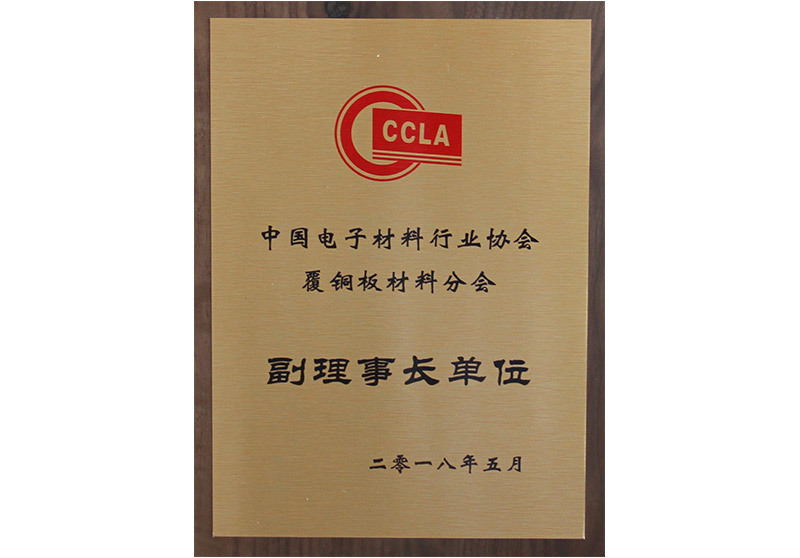 CCLA
中国电子材料行业协会
覆铜板材料分会
副理事长单位
二零一八年五月